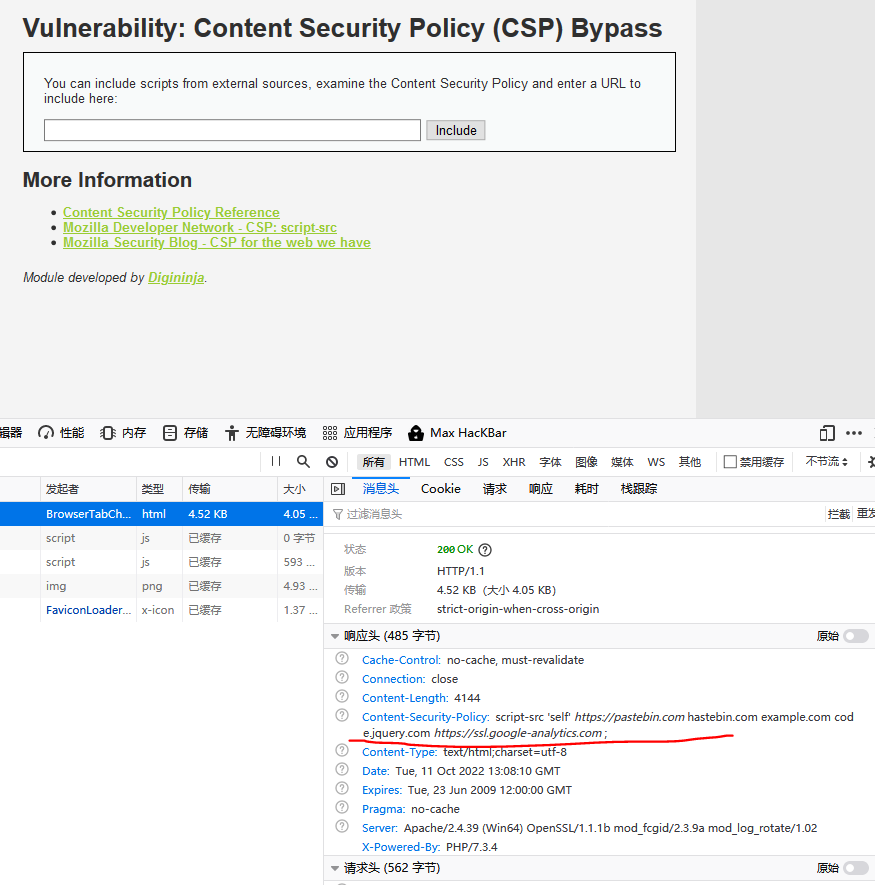 Vulnerability: Content Security Policy (CSP) Bypass
You can include scripts from external sources, examine the Content Security Policy and enter a URL to
include here:
Include
More Information
Content Security Policy Reference
Mozilla Developer Network - CSP: script-src
Mozilla Security Blog - CSP for the web we have
Module developed by Digininja.
辑器 性能 内存 存储 无障碍环境 应用程序 Max HacKBar
所有 HTML CSS JS XHR 字体 图像 媒体 WS 其他 禁用缓存 不节流
发起者 类型 传输 大小
消息头 Cookie 请求 响应 耗时 栈跟踪
BrowserTabCh... html 4.52 KB 4.05 ...
script js 已缓存 0 字节
script js 已缓存 593 ...
img png 已缓存 4.93 ...
FaviconLoader... x-icon 已缓存 1.37 ...
过滤消息头 拦截 重发
状态 200 OK
版本 HTTP/1.1
传输 4.52 KB（大小 4.05 KB）
Referrer 政策 strict-origin-when-cross-origin
响应头 (485 字节) 原始
Cache-Control: no-cache, must-revalidate
Connection: close
Content-Length: 4144
Content-Security-Policy: script-src 'self' https://pastebin.com hastebin.com example.com cod
e.jquery.com https://ssl.google-analytics.com ;
Content-Type: text/html;charset=utf-8
Date: Tue, 11 Oct 2022 13:08:10 GMT
Expires: Tue, 23 Jun 2009 12:00:00 GMT
Pragma: no-cache
Server: Apache/2.4.39 (Win64) OpenSSL/1.1.1b mod_fcgid/2.3.9a mod_log_rotate/1.02
X-Powered-By: PHP/7.3.4
请求头 (562 字节) 原始